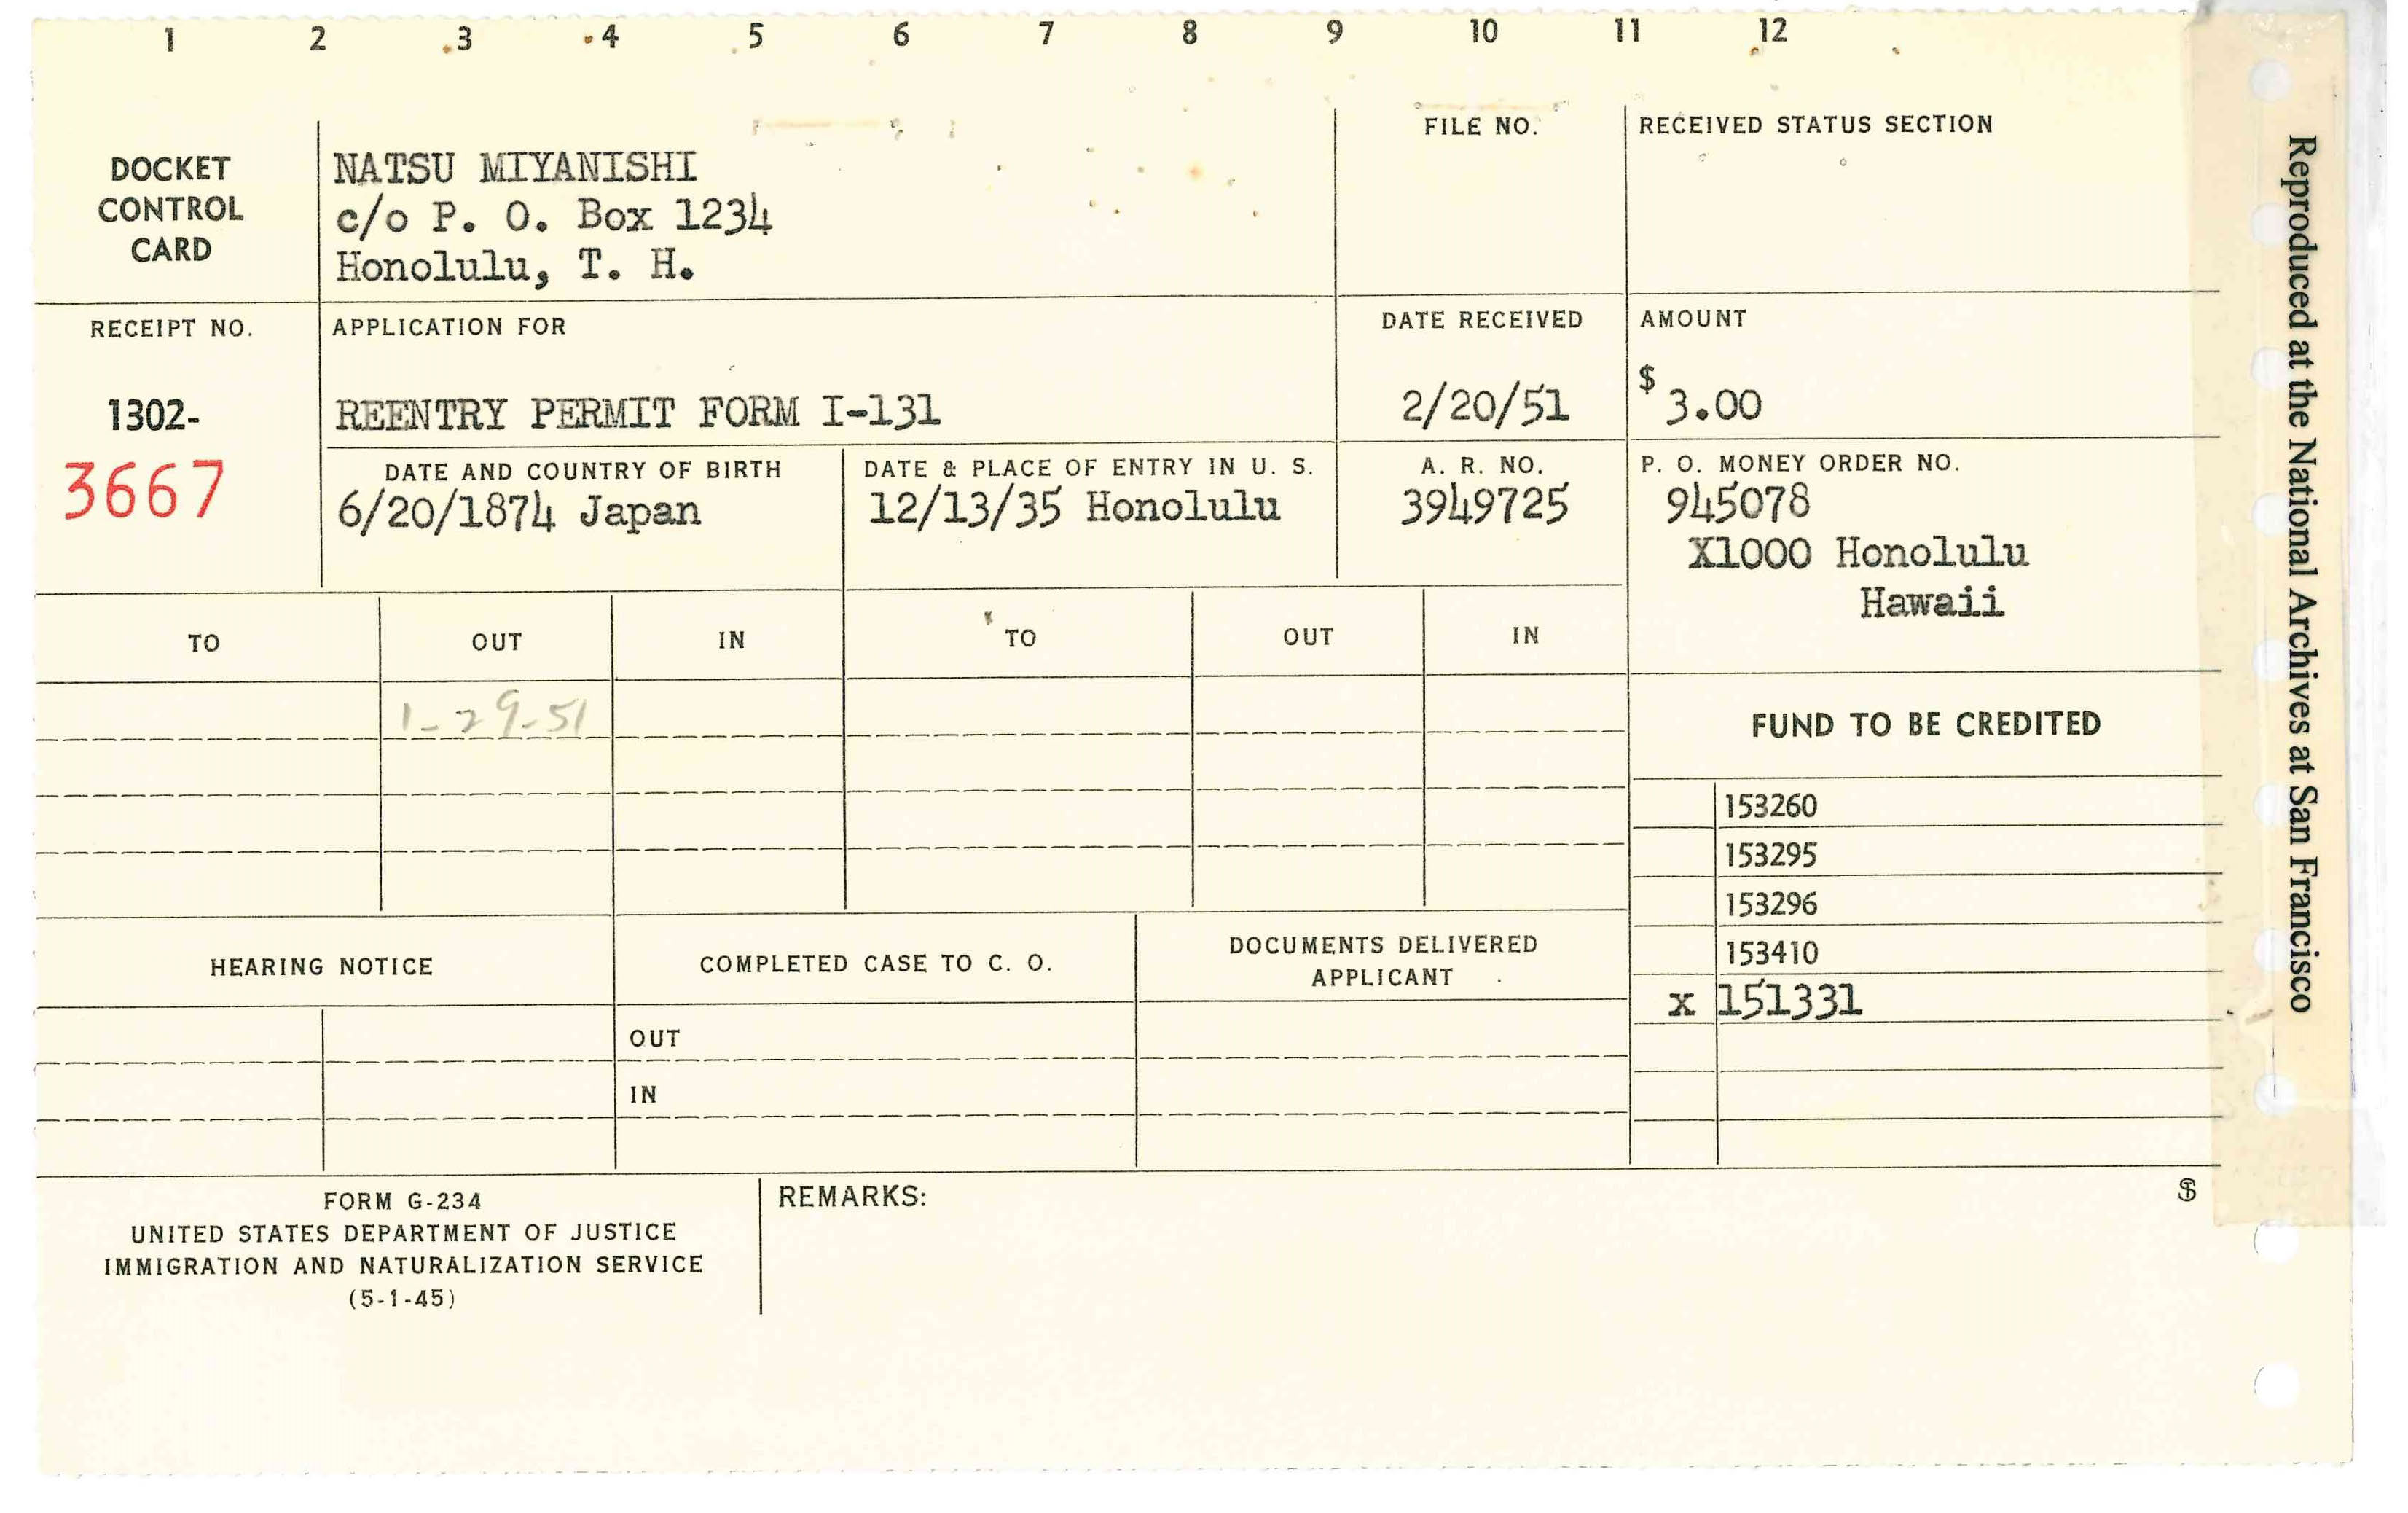 1 2 3 4 5 6 7 8 9 10 11 12
DOCKET
CONTROL
CARD
NATSU MIYANISHI
c/o P. O. Box 1234
Honolulu, T. H.
FILE NO.
RECEIVED STATUS SECTION
RECEIPT NO.
1302-
3667
APPLICATION FOR
REENTRY PERMIT FORM I-131
DATE RECEIVED
2/20/51
AMOUNT
$ 3.00
DATE AND COUNTRY OF BIRTH
6/20/1874 Japan
DATE & PLACE OF ENTRY IN U. S.
12/13/35 Honolulu
A. R. NO.
3949725
P. O. MONEY ORDER NO.
945078
X1000 Honolulu
Hawaii
TO OUT IN TO OUT IN
1-29-51
FUND TO BE CREDITED
153260
153295
153296
153410
x 151331
HEARING NOTICE
COMPLETED CASE TO C. O.
OUT
IN
DOCUMENTS DELIVERED
APPLICANT
FORM G-234
UNITED STATES DEPARTMENT OF JUSTICE
IMMIGRATION AND NATURALIZATION SERVICE
(5-1-45)
REMARKS:
Reproduced at the National Archives at San Francisco